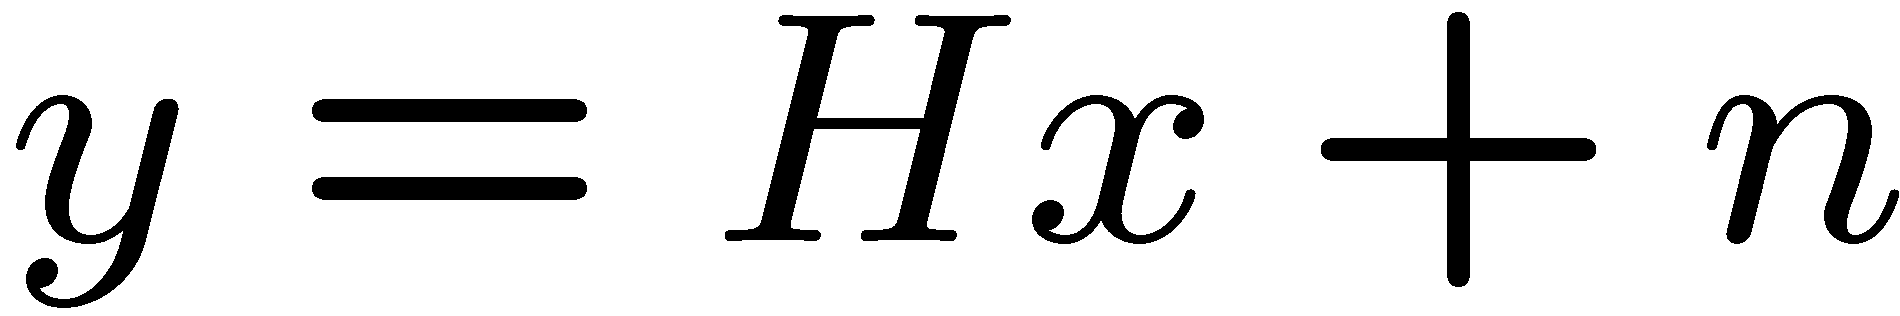 y = Hx + n